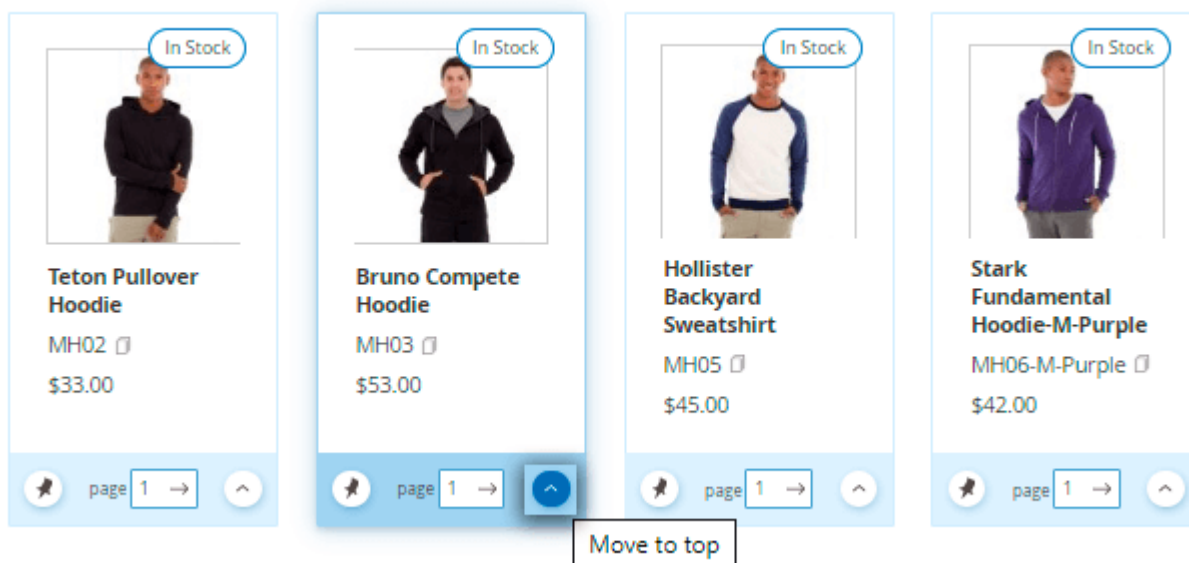 In Stock
Teton Pullover
Hoodie
MH02
$33.00
page 1
In Stock
Bruno Compete
Hoodie
MH03
$53.00
page 1
Move to top
In Stock
Hollister
Backyard
Sweatshirt
MH05
$45.00
page 1
In Stock
Stark
Fundamental
Hoodie-M-Purple
MH06-M-Purple
$42.00
page 1